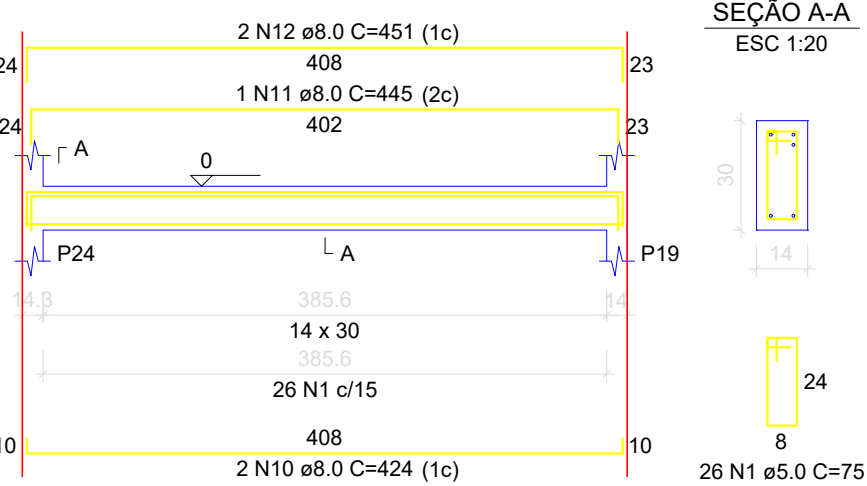 2 N12 ø8.0 C=451 (1c)
24
408
23
1 N11 ø8.0 C=445 (2c)
24
402
23
A
0
A
P24
P19
14.3
385.6
14
14 x 30
385.6
26 N1 c/15
10
408
10
2 N10 ø8.0 C=424 (1c)
SEÇÃO A-A
ESC 1:20
30
14
24
8
26 N1 ø5.0 C=75